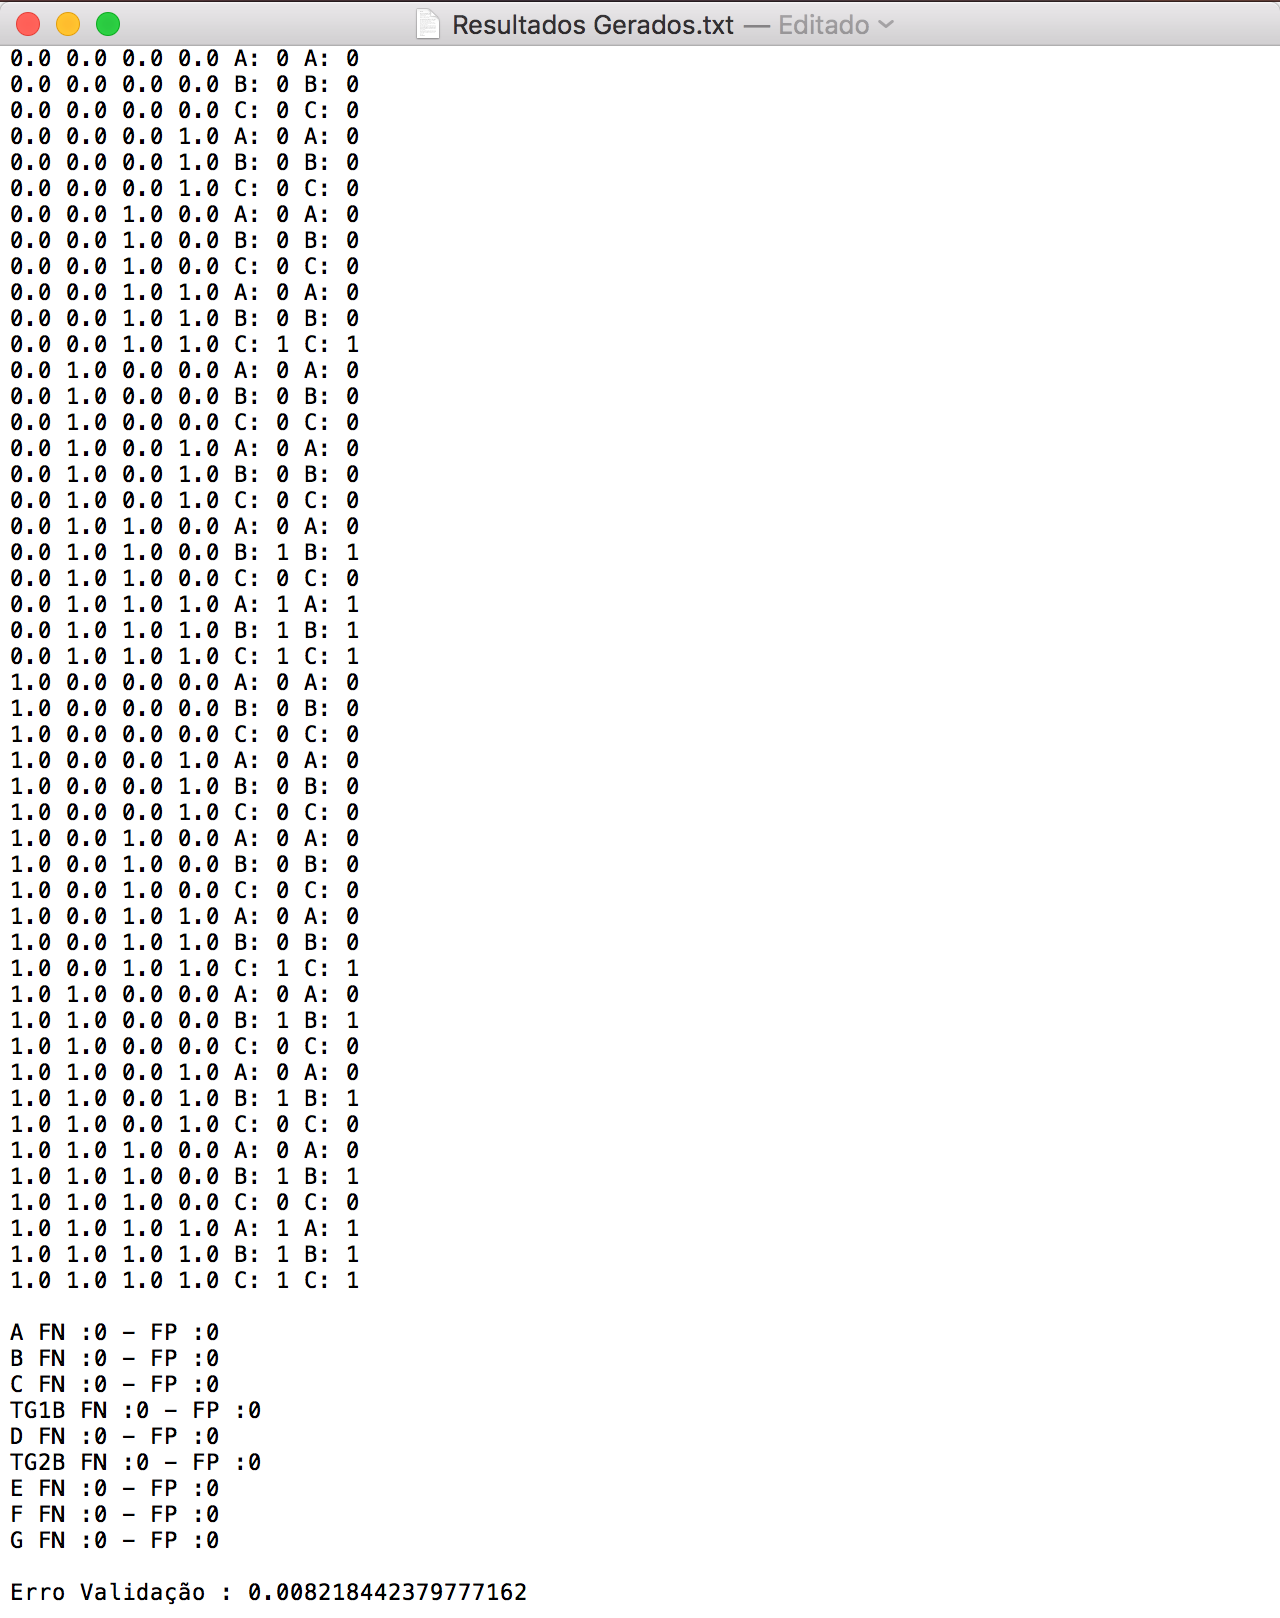 Resultados Gerados.txt — Editado
0.0 0.0 0.0 0.0 A: 0 A: 0
0.0 0.0 0.0 0.0 B: 0 B: 0
0.0 0.0 0.0 0.0 C: 0 C: 0
0.0 0.0 0.0 1.0 A: 0 A: 0
0.0 0.0 0.0 1.0 B: 0 B: 0
0.0 0.0 0.0 1.0 C: 0 C: 0
0.0 0.0 1.0 0.0 A: 0 A: 0
0.0 0.0 1.0 0.0 B: 0 B: 0
0.0 0.0 1.0 0.0 C: 0 C: 0
0.0 0.0 1.0 1.0 A: 0 A: 0
0.0 0.0 1.0 1.0 B: 0 B: 0
0.0 0.0 1.0 1.0 C: 1 C: 1
0.0 1.0 0.0 0.0 A: 0 A: 0
0.0 1.0 0.0 0.0 B: 0 B: 0
0.0 1.0 0.0 0.0 C: 0 C: 0
0.0 1.0 0.0 1.0 A: 0 A: 0
0.0 1.0 0.0 1.0 B: 0 B: 0
0.0 1.0 0.0 1.0 C: 0 C: 0
0.0 1.0 1.0 0.0 A: 0 A: 0
0.0 1.0 1.0 0.0 B: 1 B: 1
0.0 1.0 1.0 0.0 C: 0 C: 0
0.0 1.0 1.0 1.0 A: 1 A: 1
0.0 1.0 1.0 1.0 B: 1 B: 1
0.0 1.0 1.0 1.0 C: 1 C: 1
1.0 0.0 0.0 0.0 A: 0 A: 0
1.0 0.0 0.0 0.0 B: 0 B: 0
1.0 0.0 0.0 0.0 C: 0 C: 0
1.0 0.0 0.0 1.0 A: 0 A: 0
1.0 0.0 0.0 1.0 B: 0 B: 0
1.0 0.0 0.0 1.0 C: 0 C: 0
1.0 0.0 1.0 0.0 A: 0 A: 0
1.0 0.0 1.0 0.0 B: 0 B: 0
1.0 0.0 1.0 0.0 C: 0 C: 0
1.0 0.0 1.0 1.0 A: 0 A: 0
1.0 0.0 1.0 1.0 B: 0 B: 0
1.0 0.0 1.0 1.0 C: 1 C: 1
1.0 1.0 0.0 0.0 A: 0 A: 0
1.0 1.0 0.0 0.0 B: 1 B: 1
1.0 1.0 0.0 0.0 C: 0 C: 0
1.0 1.0 0.0 1.0 A: 0 A: 0
1.0 1.0 0.0 1.0 B: 1 B: 1
1.0 1.0 0.0 1.0 C: 0 C: 0
1.0 1.0 1.0 0.0 A: 0 A: 0
1.0 1.0 1.0 0.0 B: 1 B: 1
1.0 1.0 1.0 0.0 C: 0 C: 0
1.0 1.0 1.0 1.0 A: 1 A: 1
1.0 1.0 1.0 1.0 B: 1 B: 1
1.0 1.0 1.0 1.0 C: 1 C: 1
A FN :0 - FP :0
B FN :0 - FP :0
C FN :0 - FP :0
TG1B FN :0 - FP :0
D FN :0 - FP :0
TG2B FN :0 - FP :0
E FN :0 - FP :0
F FN :0 - FP :0
G FN :0 - FP :0
Erro Validação : 0.008218442379777162